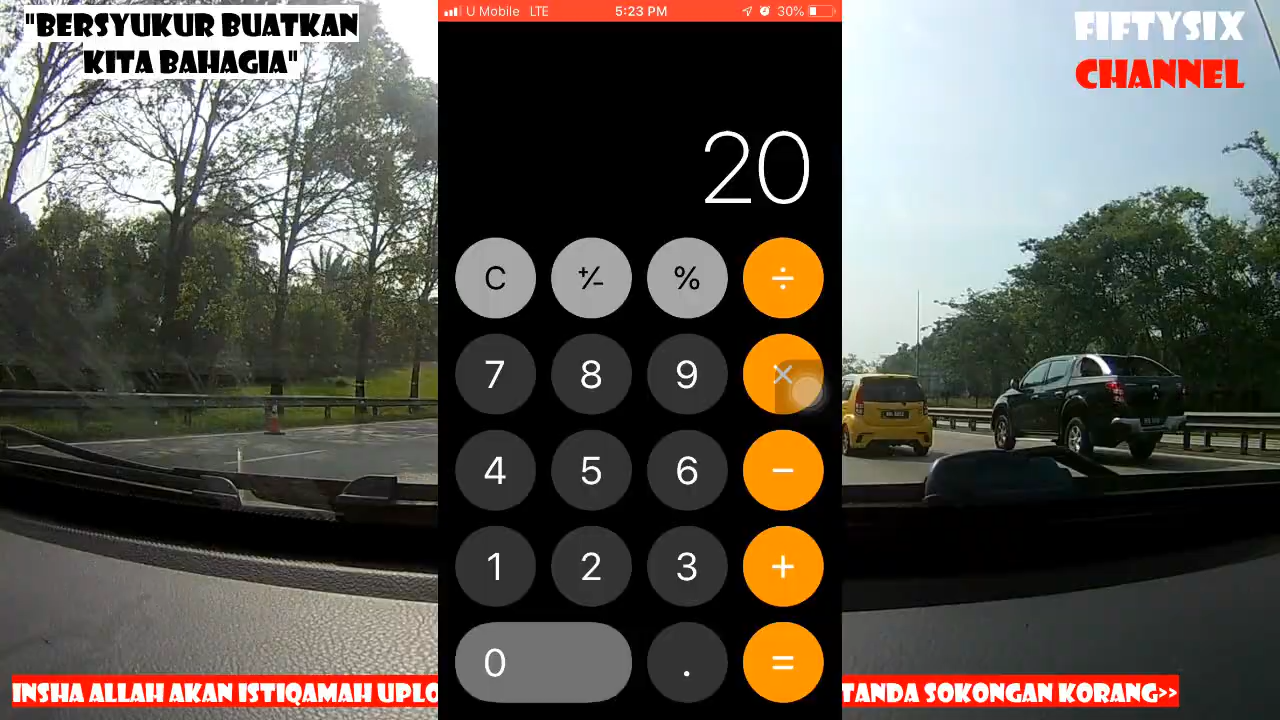 "BERSYUKUR BUATKAN
KITA BAHAGIA"
FIFTYSIX
CHANNEL
U Mobile LTE 5:23 PM 30%
20
C +/- % ÷
7 8 9 ×
4 5 6 −
1 2 3 +
0 . =
INSHA ALLAH AKAN ISTIQAMAH UPLO
TANDA SOKONGAN KORANG>>